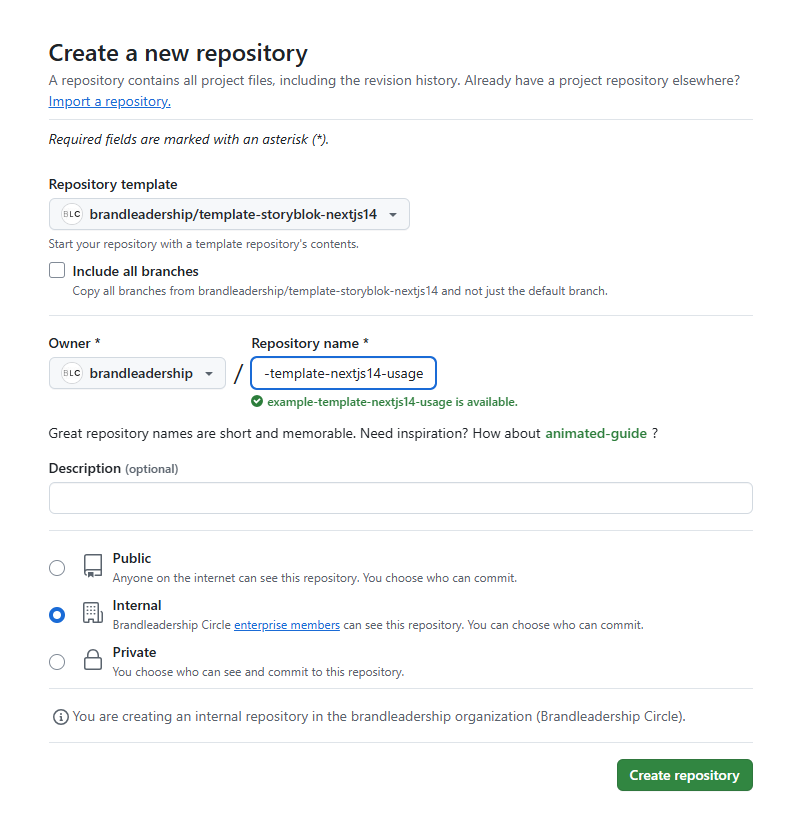 Create a new repository
A repository contains all project files, including the revision history. Already have a project repository elsewhere?
Import a repository.
Required fields are marked with an asterisk (*).
Repository template
BLC brandleadership/template-storyblok-nextjs14
Start your repository with a template repository's contents.
Include all branches
Copy all branches from brandleadership/template-storyblok-nextjs14 and not just the default branch.
Owner * Repository name *
BLC brandleadership / -template-nextjs14-usage
example-template-nextjs14-usage is available.
Great repository names are short and memorable. Need inspiration? How about animated-guide ?
Description (optional)
Public
Anyone on the internet can see this repository. You choose who can commit.
Internal
Brandleadership Circle enterprise members can see this repository. You can choose who can commit.
Private
You choose who can see and commit to this repository.
You are creating an internal repository in the brandleadership organization (Brandleadership Circle).
Create repository